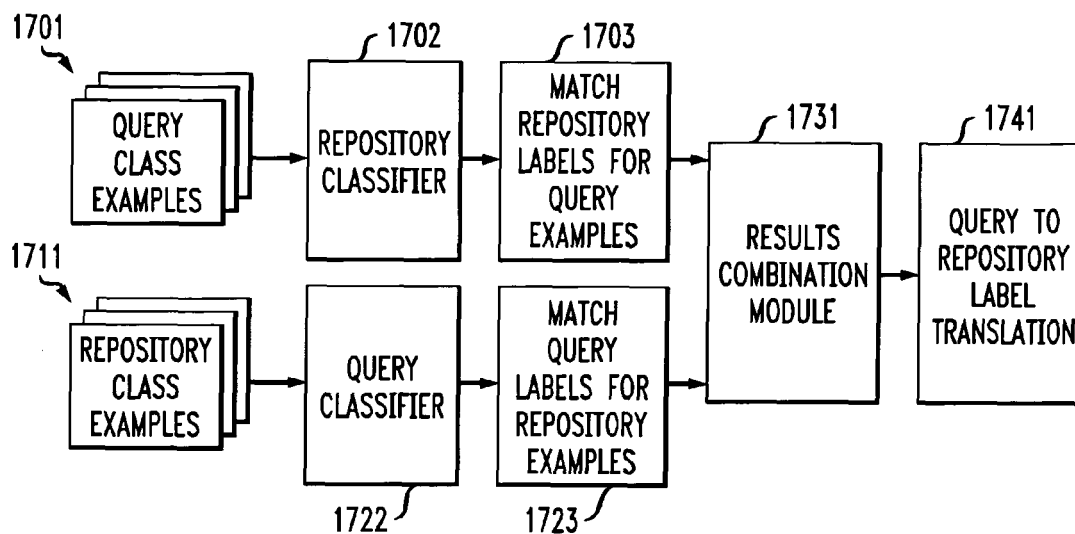 1701
QUERY
CLASS
EXAMPLES
1702
REPOSITORY
CLASSIFIER
1703
MATCH
REPOSITORY
LABELS FOR
QUERY
EXAMPLES
1711
REPOSITORY
CLASS
EXAMPLES
QUERY
CLASSIFIER
1722
MATCH
QUERY
LABELS FOR
REPOSITORY
EXAMPLES
1723
1731
RESULTS
COMBINATION
MODULE
1741
QUERY TO
REPOSITORY
LABEL
TRANSLATION